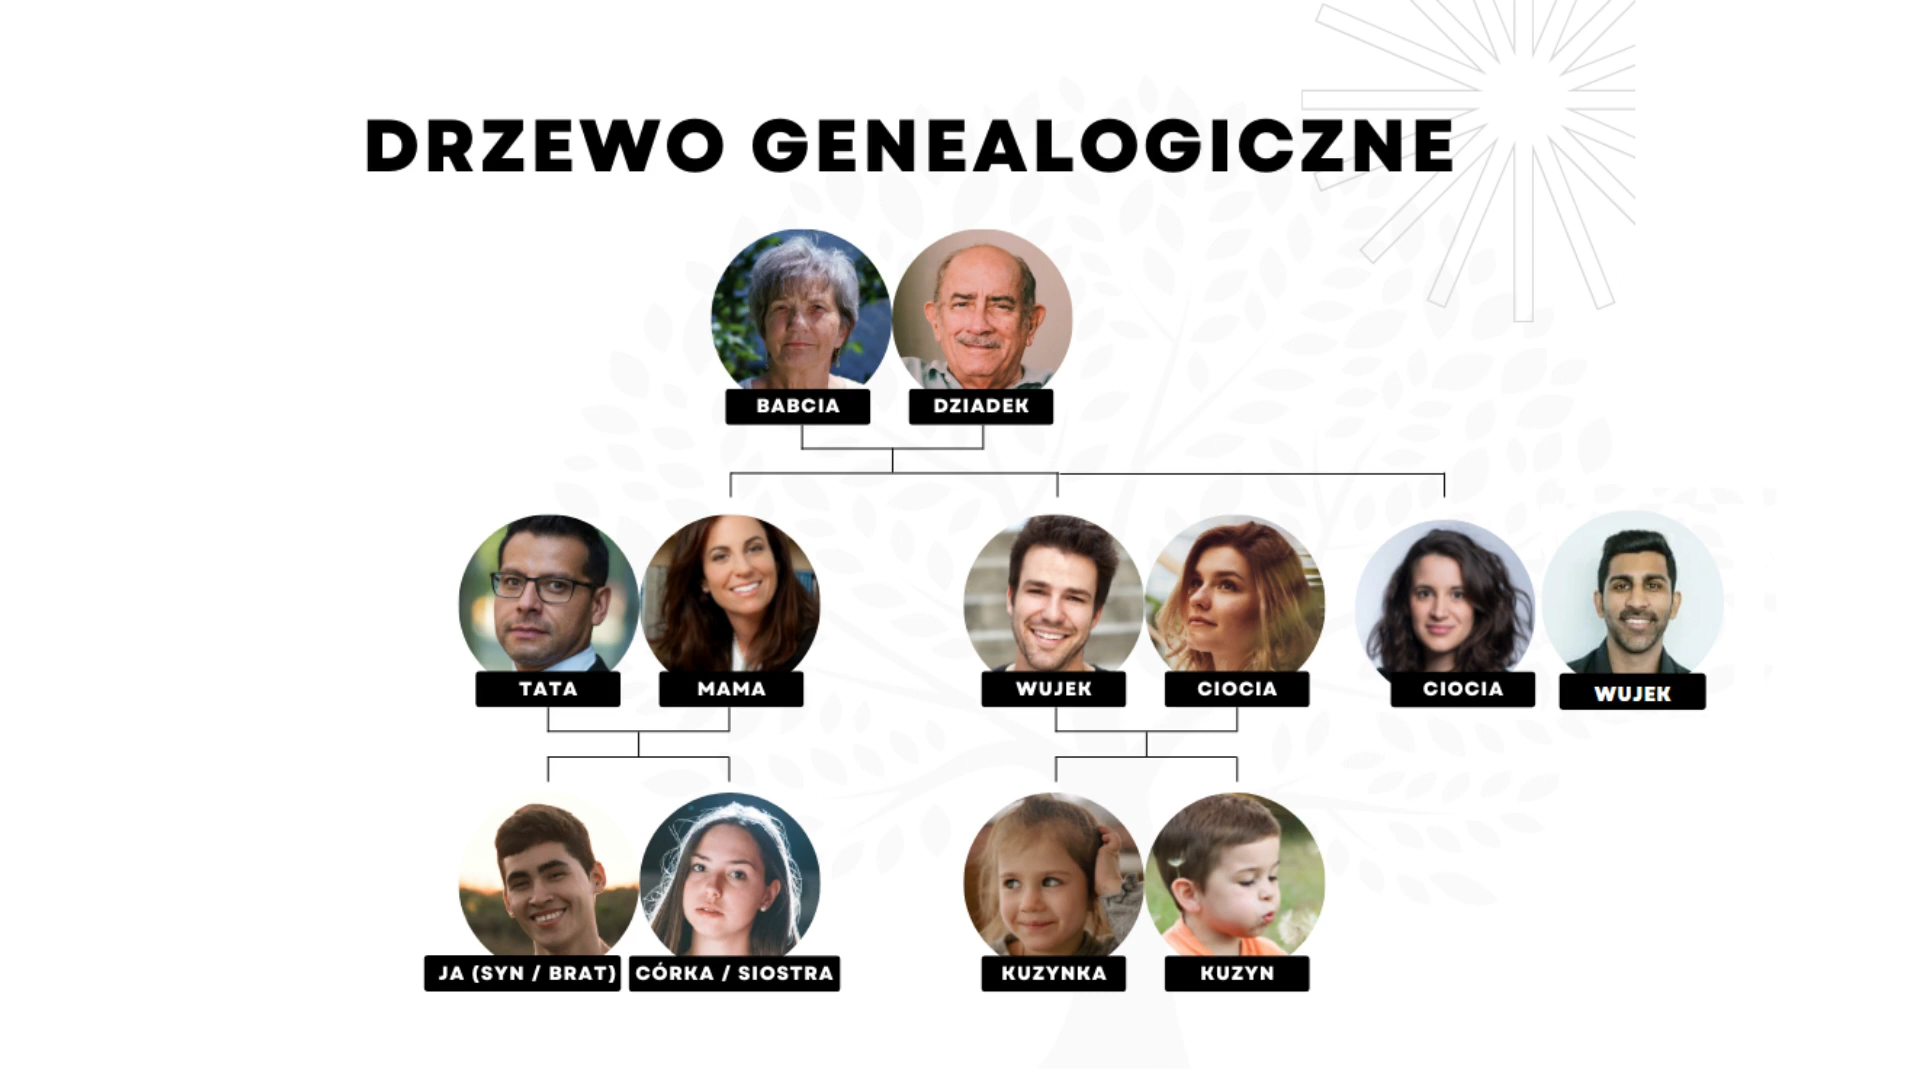 DRZEWO GENEALOGICZNE
BABCIA
DZIADEK
TATA
MAMA
WUJEK
CIOCIA
CIOCIA
WUJEK
JA (SYN / BRAT)
CÓRKA / SIOSTRA
KUZYNKA
KUZYN